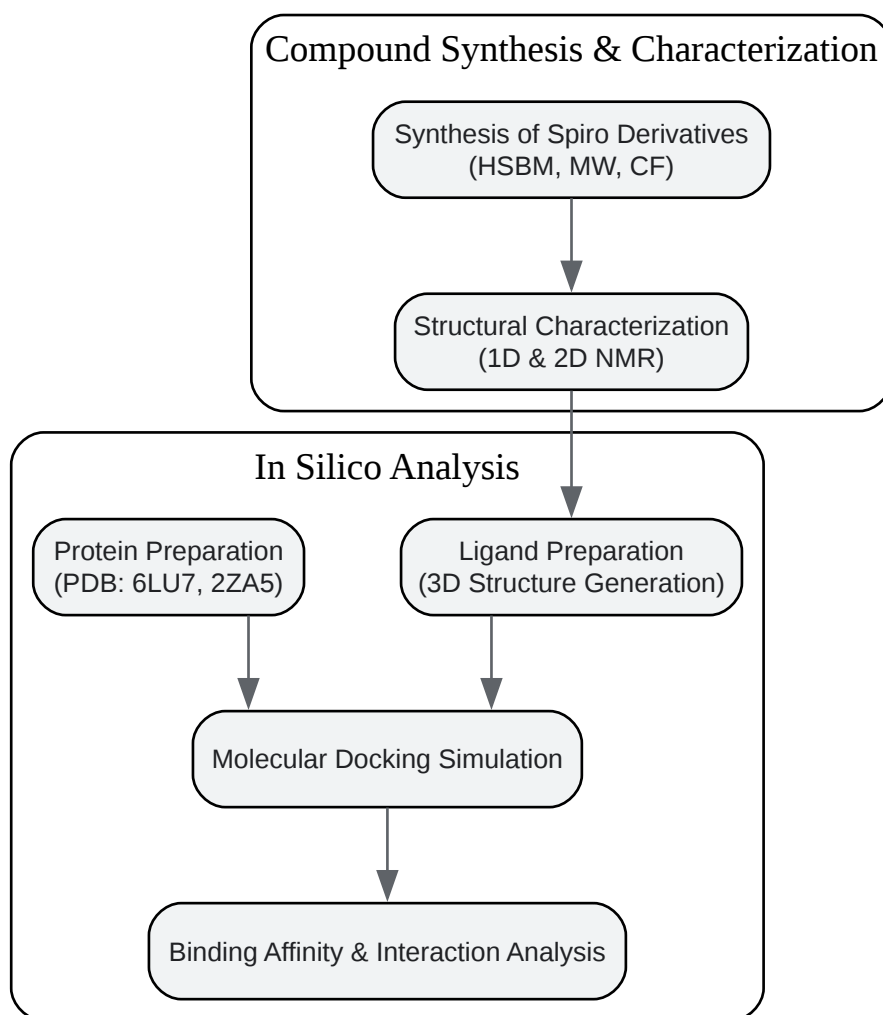 Compound Synthesis & Characterization
Synthesis of Spiro Derivatives
(HSBM, MW, CF)
Structural Characterization
(1D & 2D NMR)
In Silico Analysis
Protein Preparation
(PDB: 6LU7, 2ZA5)
Ligand Preparation
(3D Structure Generation)
Molecular Docking Simulation
Binding Affinity & Interaction Analysis